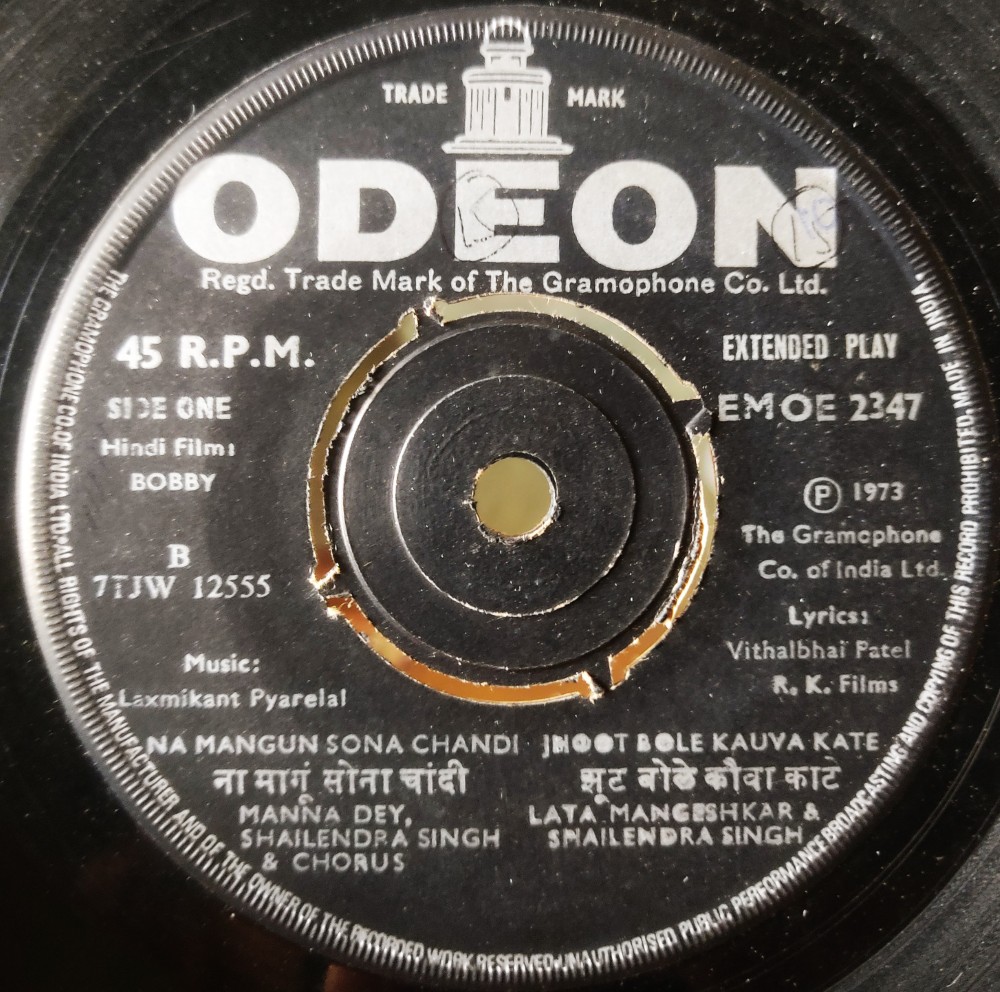 TRADE MARK
ODEON
Regd. Trade Mark of The Gramophone Co. Ltd.
45 R.P.M.
SIDE ONE
Hindi Film:
BOBBY
B
7TJW 12555
Music:
Laxmikant Pyarelal
EXTENDED PLAY
EMOE 2347
Ⓟ 1973
The Gramophone
Co. of India Ltd.
Lyrics:
Vithalbhai Patel
R. K. Films
NA MANGUN SONA CHANDI
ना मागूं सोना चांदी
MANNA DEY,
SHAILENDRA SINGH
& CHORUS
JHOOT BOLE KAUVA KATE
झूट बोले कौवा काटे
LATA MANGESHKAR &
SHAILENDRA SINGH
THE GRAMOPHONE CO. OF INDIA LTD. ALL RIGHTS OF THE MANUFACTURER AND OF THE OWNER OF THE RECORDED WORK RESERVED. UNAUTHORISED PUBLIC PERFORMANCE BROADCASTING AND COPYING OF THIS RECORD PROHIBITED. MADE IN INDIA.